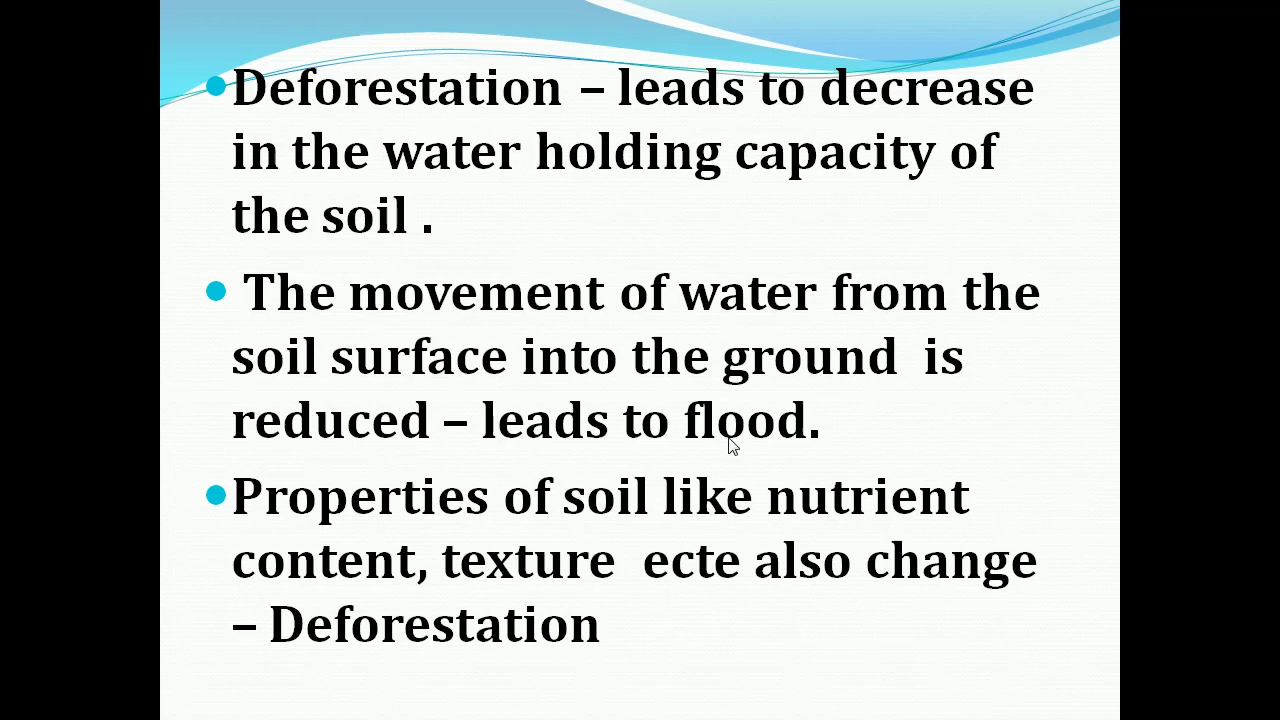 •Deforestation – leads to decrease
in the water holding capacity of
the soil .
• The movement of water from the
soil surface into the ground  is
reduced – leads to flood.
•Properties of soil like nutrient
content, texture  ecte also change
– Deforestation